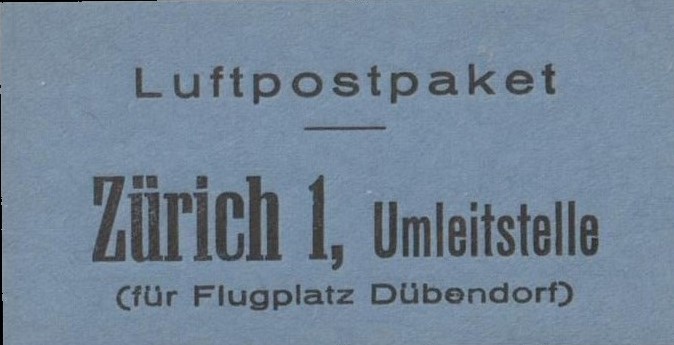 Luftpostpaket
Zürich 1, Umleitstelle
(für Flugplatz Dübendorf)